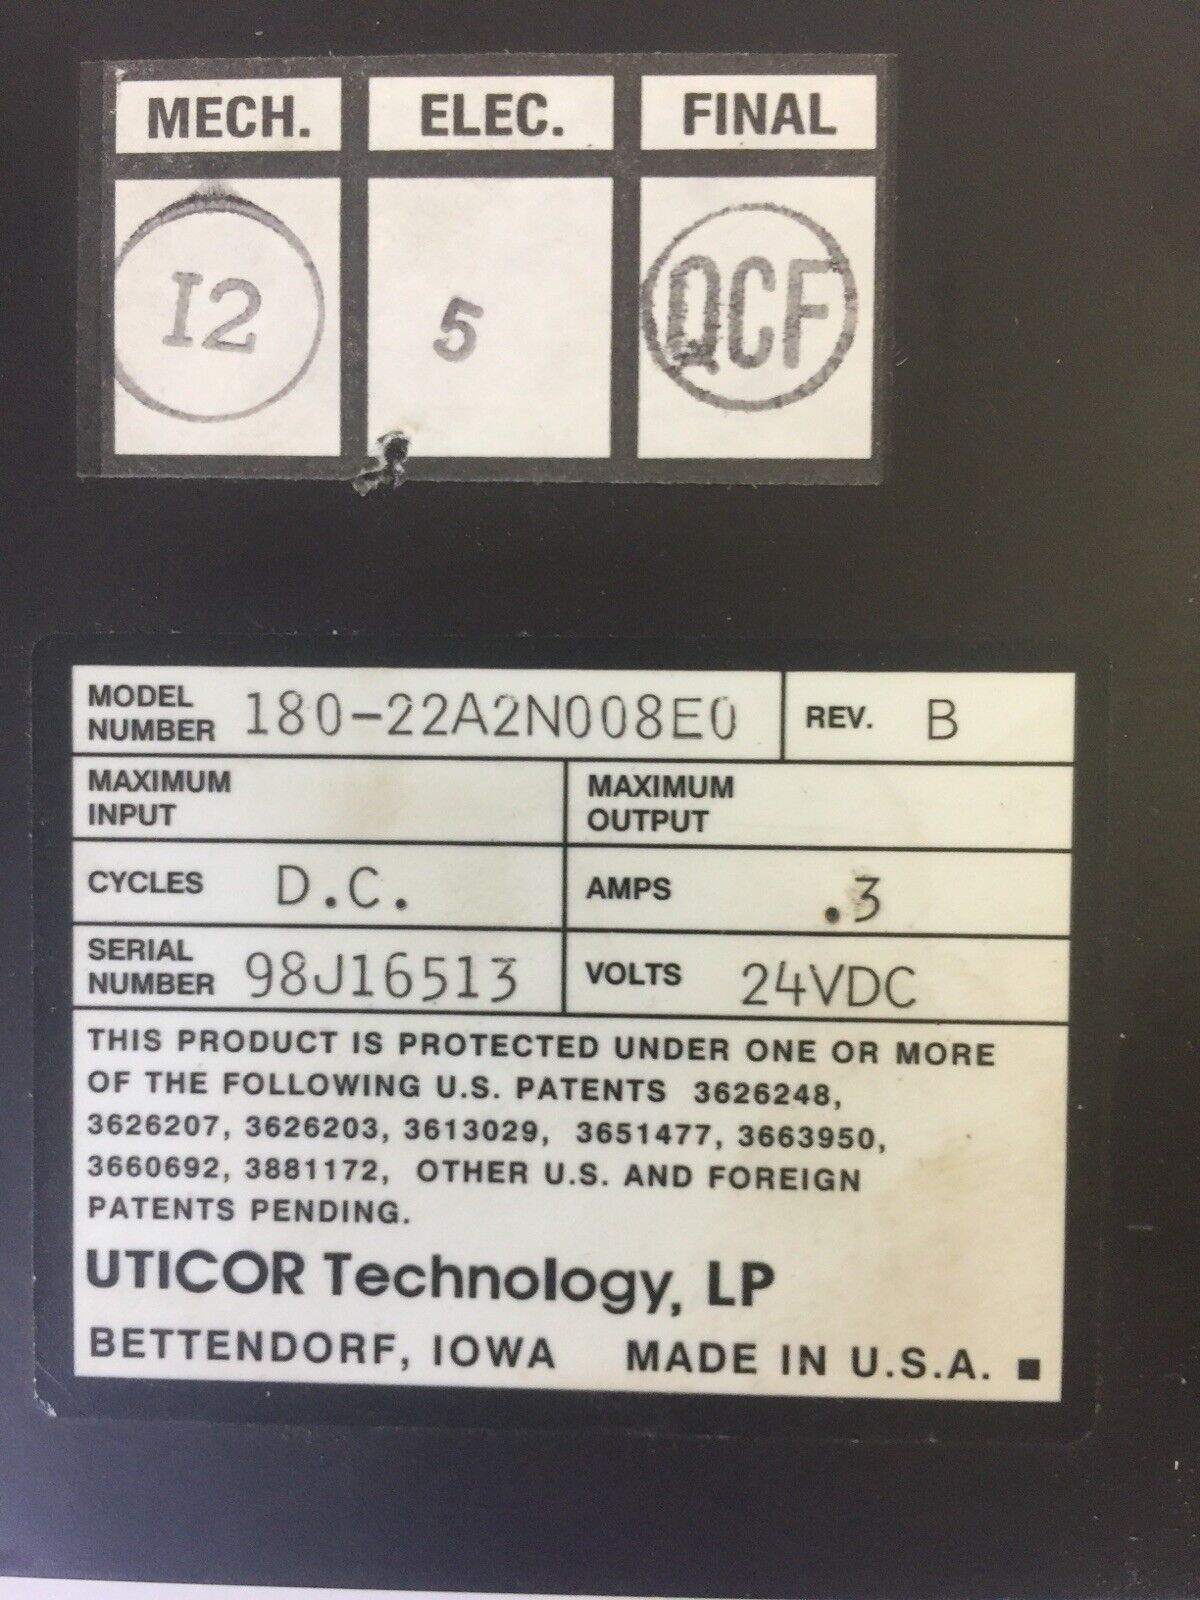 MECH. ELEC. FINAL
I2 5 QCF
MODEL NUMBER 180-22A2N008E0 REV. B
MAXIMUM INPUT MAXIMUM OUTPUT
CYCLES D.C. AMPS .3
SERIAL NUMBER 98J16513 VOLTS 24VDC
THIS PRODUCT IS PROTECTED UNDER ONE OR MORE
OF THE FOLLOWING U.S. PATENTS 3626248,
3626207, 3626203, 3613029, 3651477, 3663950,
3660692, 3881172, OTHER U.S. AND FOREIGN
PATENTS PENDING.
UTICOR Technology, LP
BETTENDORF, IOWA MADE IN U.S.A.